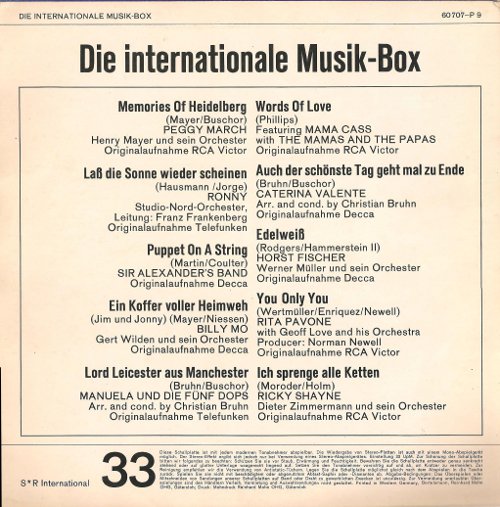 DIE INTERNATIONALE MUSIK-BOX
60 707–P 9
Die internationale Musik-Box
Memories Of Heidelberg
(Mayer/Buschor)
PEGGY MARCH
Henry Mayer und sein Orchester
Originalaufnahme RCA Victor
Laß die Sonne wieder scheinen
(Hausmann /Jorge)
RONNY
Studio-Nord-Orchester,
Leitung: Franz Frankenberg
Originalaufnahme Telefunken
Puppet On A String
(Martin/Coulter)
SIR ALEXANDER'S BAND
Originalaufnahme Decca
Ein Koffer voller Heimweh
(Jim und Jonny) (Mayer/Niessen)
BILLY MO
Gert Wilden und sein Orchester
Originalaufnahme Decca
Lord Leicester aus Manchester
(Bruhn/Buschor)
MANUELA UND DIE FÜNF DOPS
Arr. and cond. by Christian Bruhn
Originalaufnahme Telefunken
Words Of Love
(Phillips)
Featuring MAMA CASS
with THE MAMAS AND THE PAPAS
Originalaufnahme RCA Victor
Auch der schönste Tag geht mal zu Ende
(Bruhn/Buschor)
CATERINA VALENTE
Arr. and cond. by Christian Bruhn
Originalaufnahme Decca
Edelweiß
(Rodgers/Hammerstein II)
HORST FISCHER
Werner Müller und sein Orchester
Originalaufnahme Decca
You Only You
(Wertmüller/Enriquez/Newell)
RITA PAVONE
with Geoff Love and his Orchestra
Producer: Norman Newell
Originalaufnahme RCA Victor
Ich sprenge alle Ketten
(Moroder/Holm)
RICKY SHAYNE
Dieter Zimmermann und sein Orchester
Originalaufnahme RCA Victor
S*R International
33